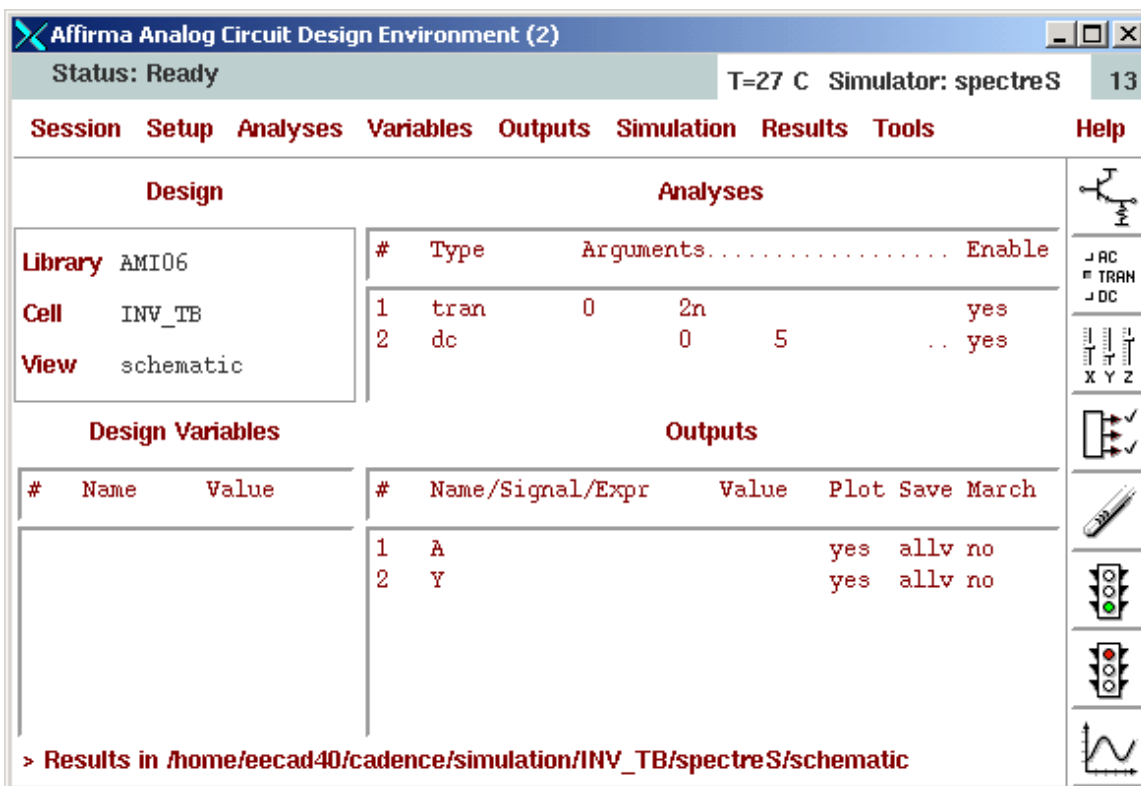 Affirma Analog Circuit Design Environment (2)
Status: Ready
T=27 C Simulator: spectreS 13
Session Setup Analyses Variables Outputs Simulation Results Tools Help
Design
Library AMI06
Cell INV_TB
View schematic
Analyses
# Type Arguments.................. Enable
1 tran 0 2n yes
2 dc 0 5 .. yes
Design Variables
# Name Value
Outputs
# Name/Signal/Expr Value Plot Save March
1 A yes allv no
2 Y yes allv no
> Results in /home/eecad40/cadence/simulation/INV_TB/spectreS/schematic
AC
TRAN
DC
X Y Z